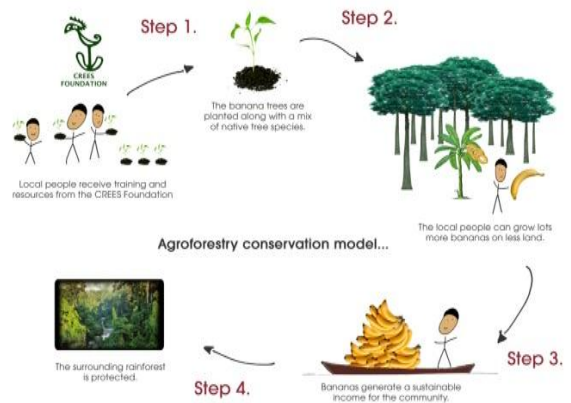 Step 1.
Step 2.
CREES
FOUNDATION
The banana trees are
planted along with a mix
of native tree species.
Local people receive training and
resources from the CREES Foundation
The local people can grow lots
more bananas on less land.
Agroforestry conservation model...
The surrounding rainforest
is protected.
Step 4.
Bananas generate a sustainable
income for the community.
Step 3.